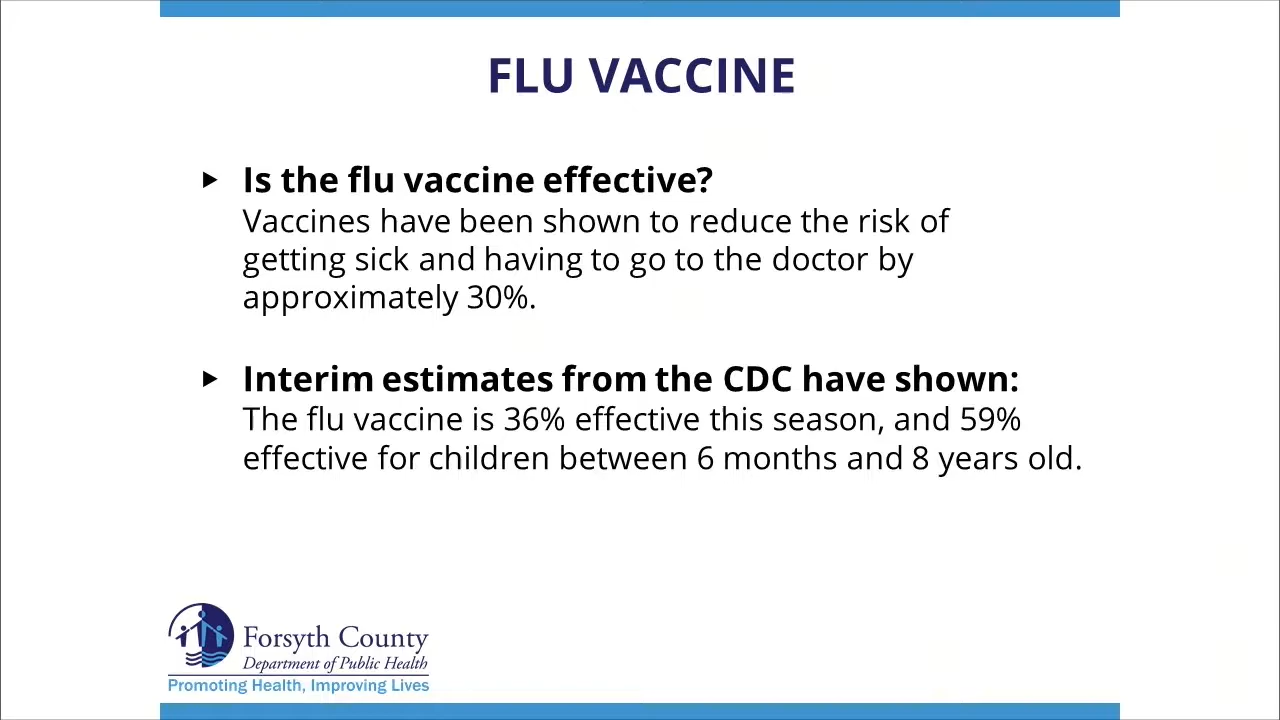 FLU VACCINE
Is the flu vaccine effective?
Vaccines have been shown to reduce the risk of
getting sick and having to go to the doctor by
approximately 30%.
Interim estimates from the CDC have shown:
The flu vaccine is 36% effective this season, and 59%
effective for children between 6 months and 8 years old.
Forsyth County
Department of Public Health
Promoting Health, Improving Lives